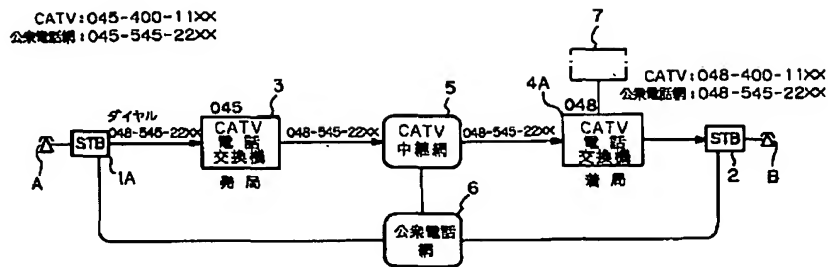 CATV:045-400-11XX
公衆電話網:045-545-22XX
7
CATV:048-400-11XX
公衆電話網:048-545-22XX
3
5
4A
045
048
ダイヤル
048-545-22XX
048-545-22XX
048-545-22XX
A
STB
1A
CATV
電話
交換機
発局
CATV
中継網
CATV
電話
交換機
着局
STB
2
B
6
公衆電話
網